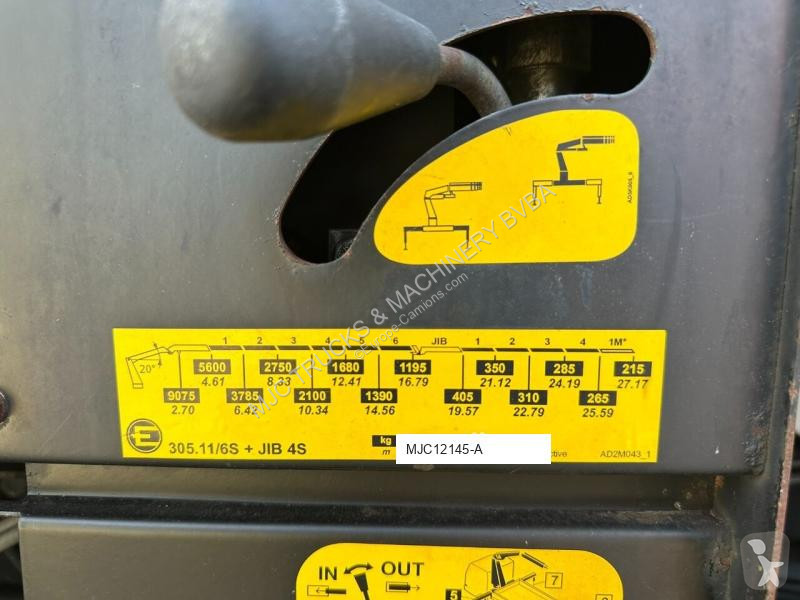 AD5K004_6
1 2 3 4 5 6 JIB 1 2 3 4 1M*
20°
5600 2750 1680 1195 350 285 215
4.61 8.33 12.41 16.79 21.12 24.19 27.17
9075 3785 2100 1390 405 310 265
2.70 6.42 10.34 14.56 19.57 22.79 25.59
E 305.11/6S + JIB 4S
kg
m
MJC12145-A
AD2M043_1
MJC TRUCKS & MACHINERY BVBA
Europe-Camions.com
IN OUT
5 7